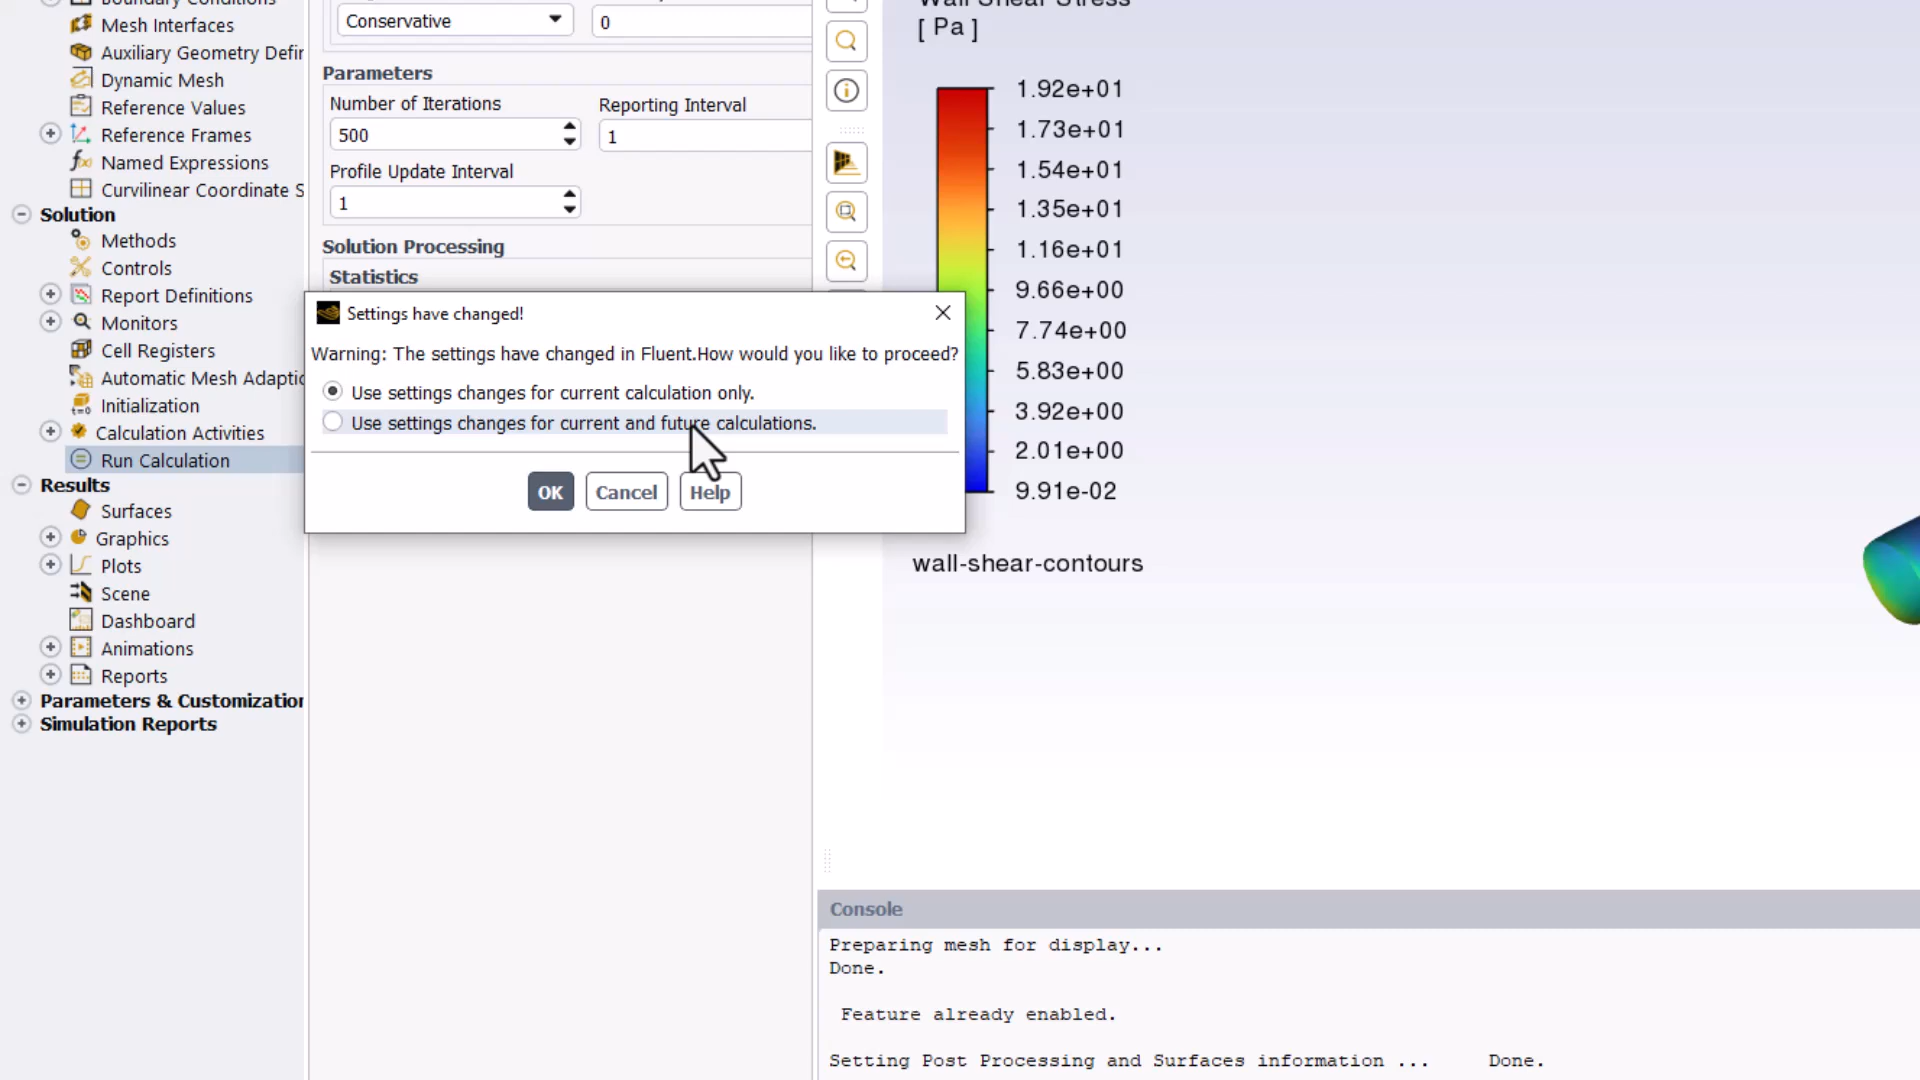 Mesh Interfaces
Auxiliary Geometry Defir
Dynamic Mesh
Reference Values
Reference Frames
Named Expressions
Curvilinear Coordinate S
Solution
Methods
Controls
Report Definitions
Monitors
Cell Registers
Automatic Mesh Adaptic
Initialization
Calculation Activities
Run Calculation
Results
Surfaces
Graphics
Plots
Scene
Dashboard
Animations
Reports
Parameters & Customization
Simulation Reports
Conservative
0
Parameters
Number of Iterations
Reporting Interval
500
1
Profile Update Interval
1
Solution Processing
Statistics
Settings have changed!
Warning: The settings have changed in Fluent.How would you like to proceed?
Use settings changes for current calculation only.
Use settings changes for current and future calculations.
OK
Cancel
Help
Wall Shear Stress
[ Pa ]
1.92e+01
1.73e+01
1.54e+01
1.35e+01
1.16e+01
9.66e+00
7.74e+00
5.83e+00
3.92e+00
2.01e+00
9.91e-02
wall-shear-contours
Console
Preparing mesh for display...
Done.
Feature already enabled.
Setting Post Processing and Surfaces information ... Done.